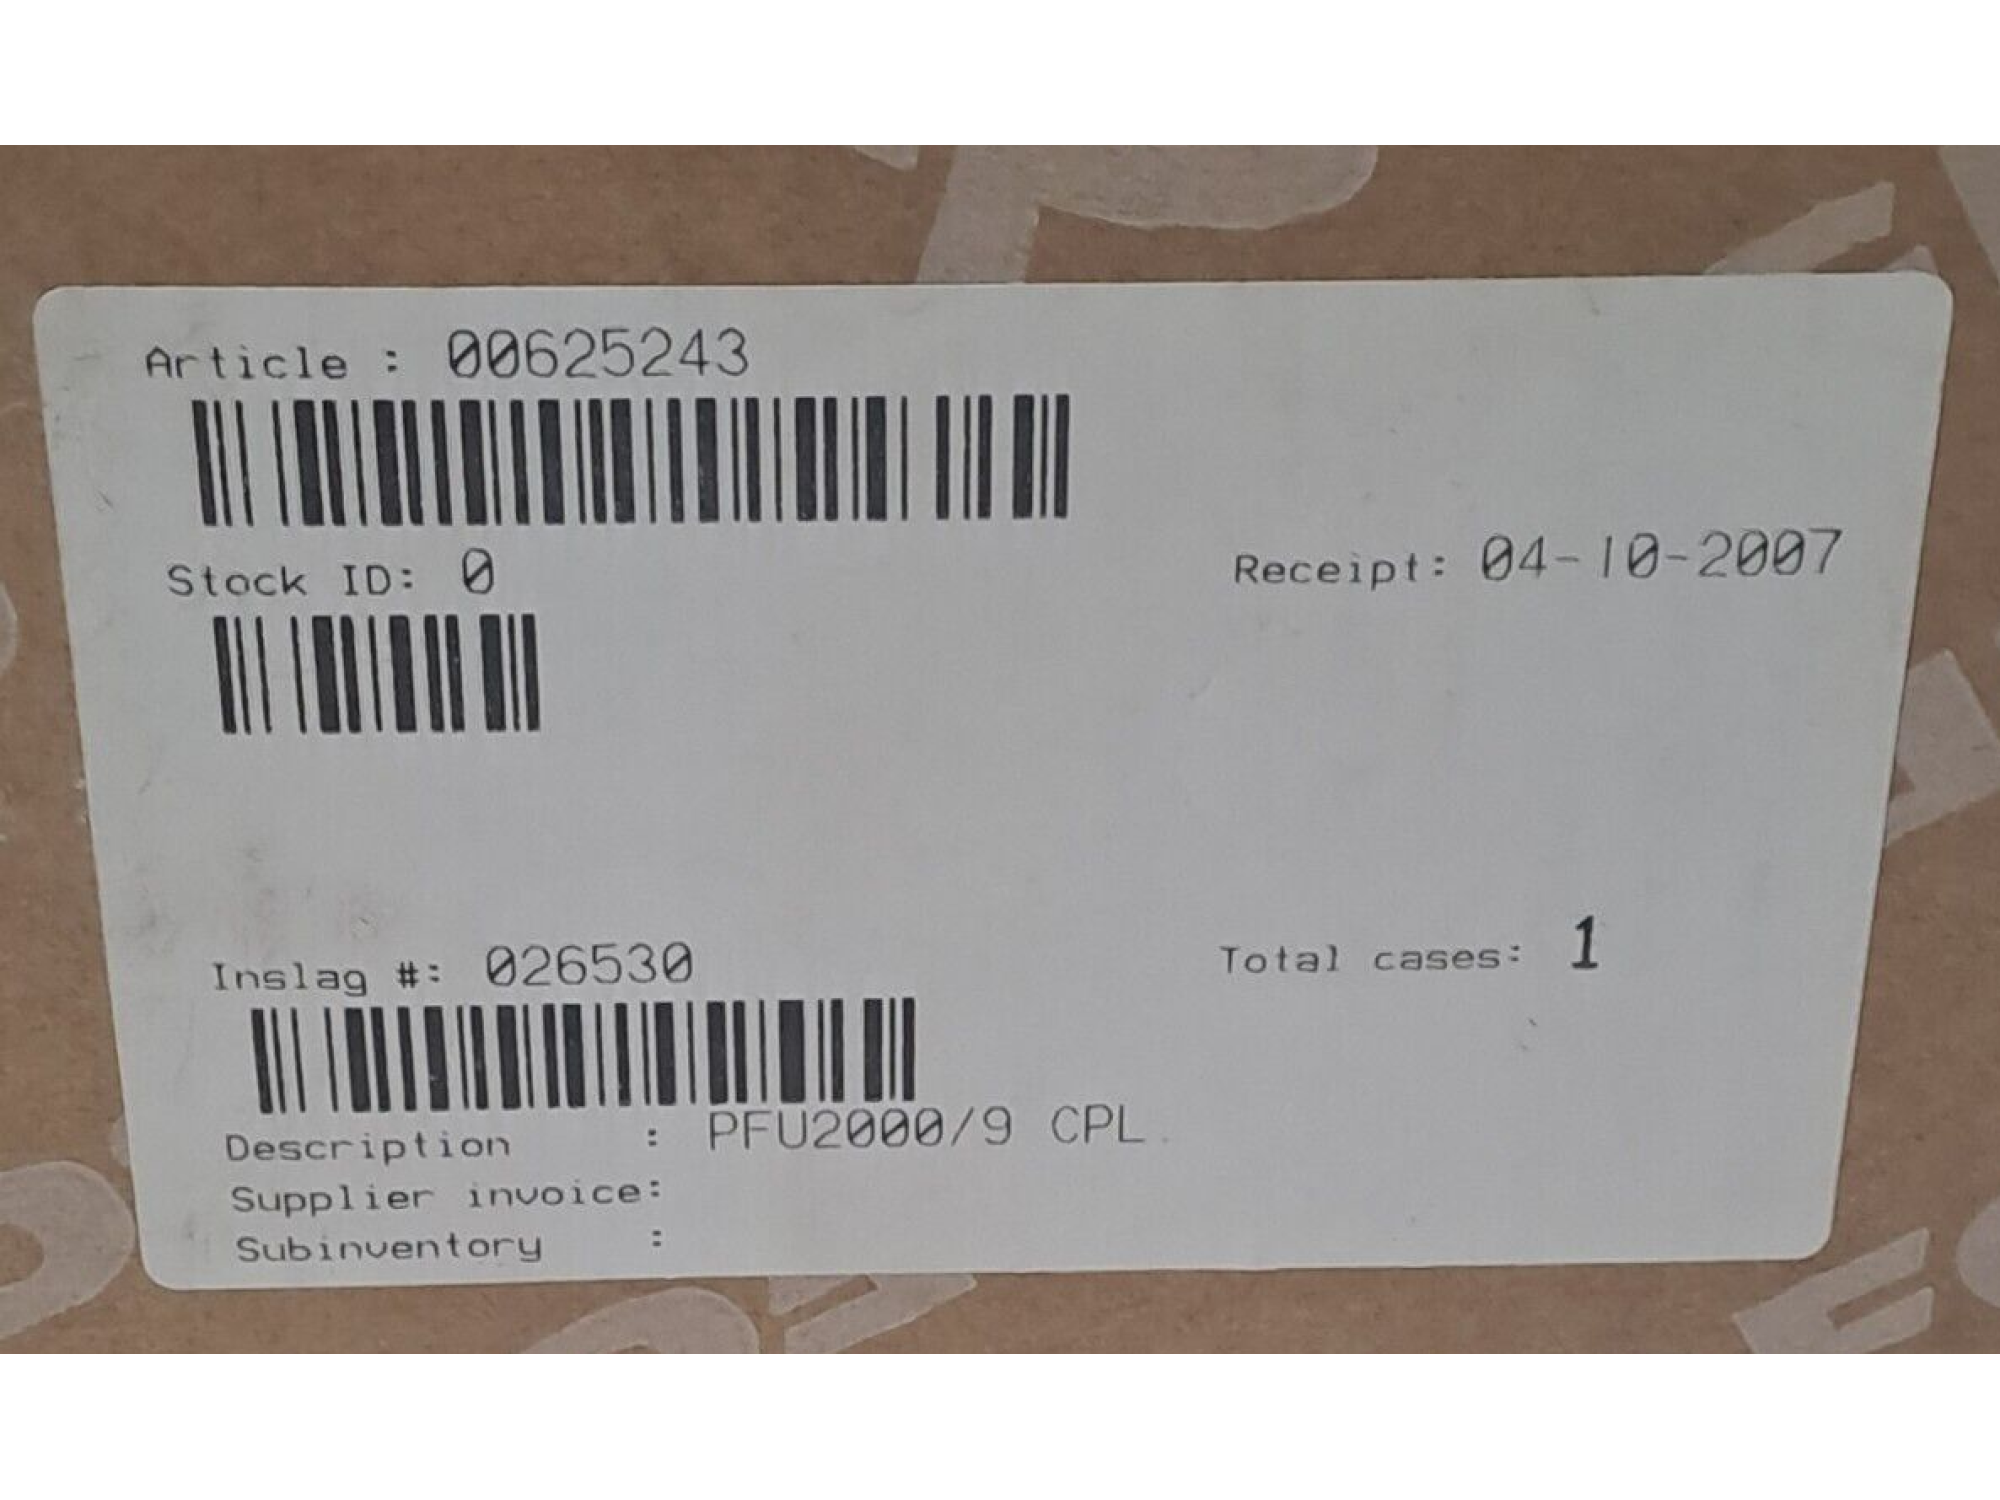 Article : 00625243
Stock ID: 0
Receipt: 04-10-2007
Inslag #: 026530
Total cases: 1
Description : PFU2000/9 CPL
Supplier invoice:
Subinventory :